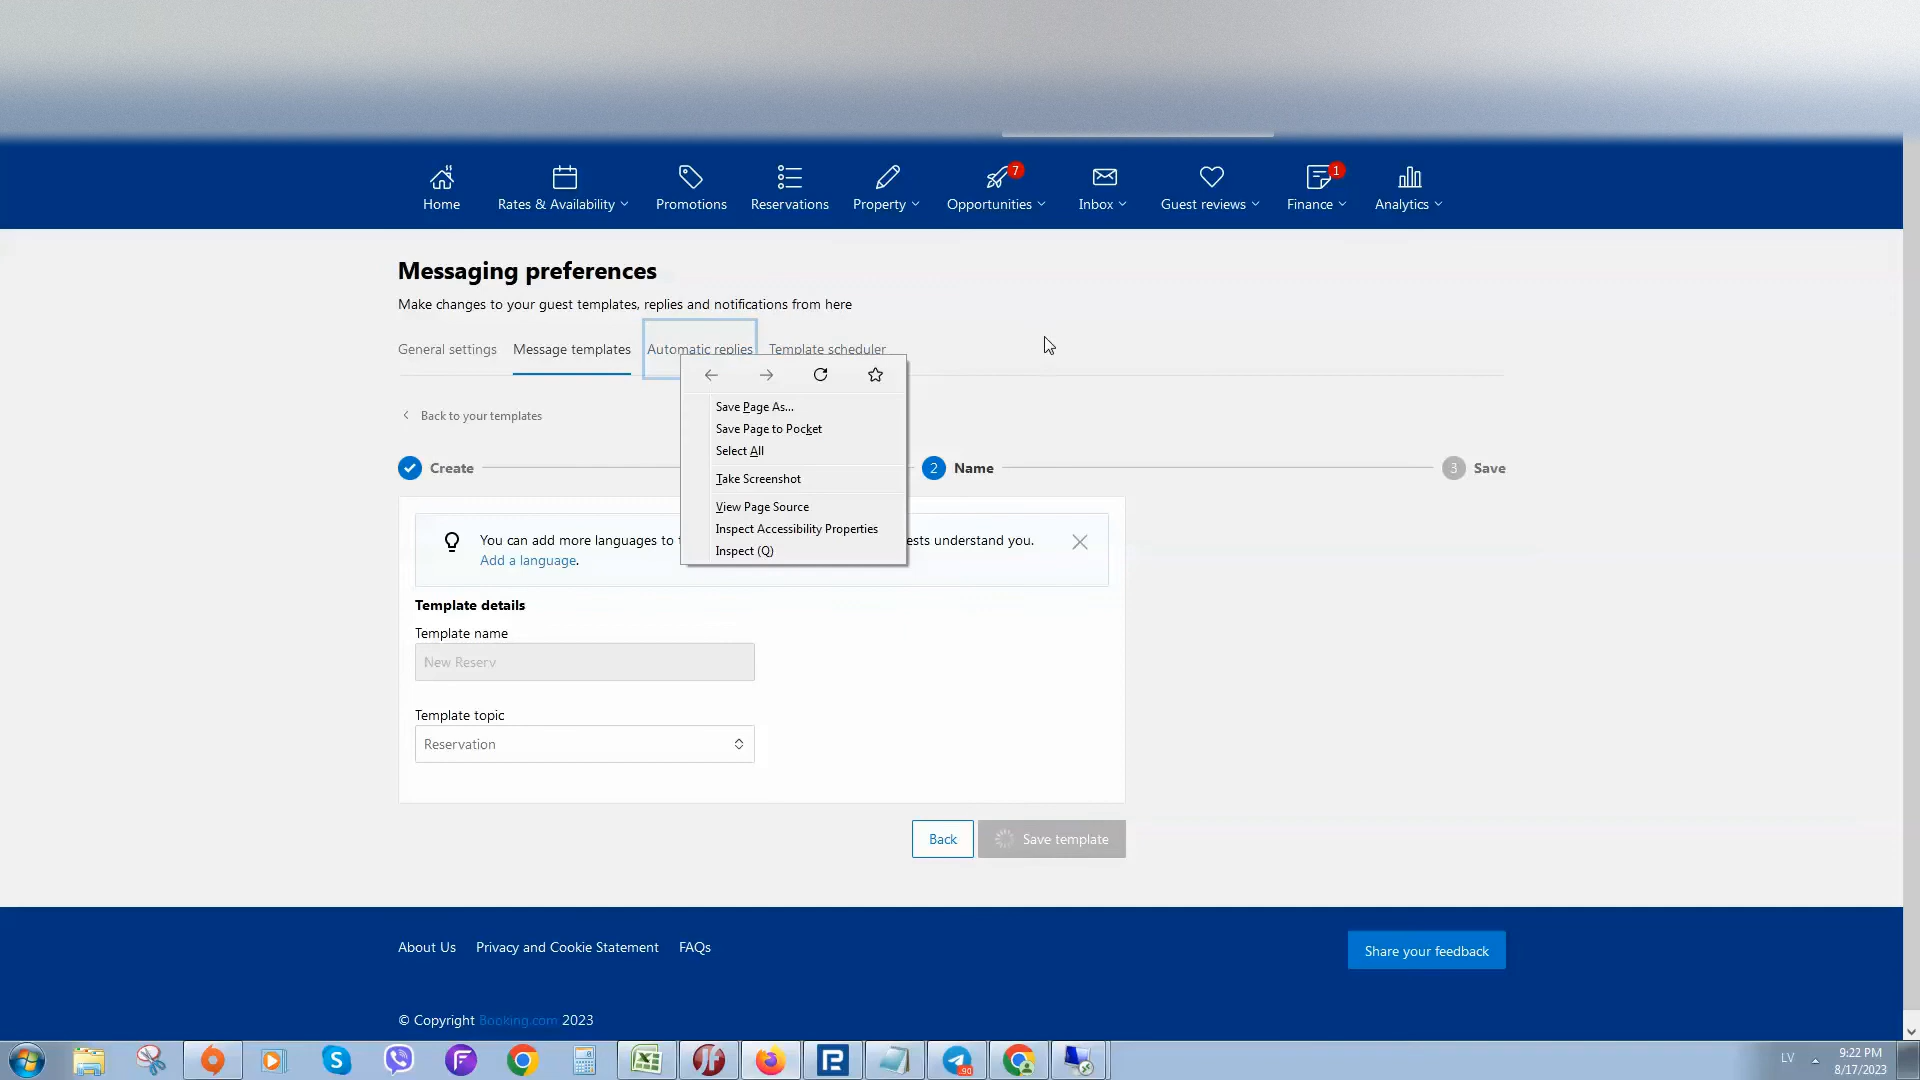 7
1
Home
Rates & Availability
Promotions
Reservations
Property
Opportunities
Inbox
Guest reviews
Finance
Analytics
Messaging preferences
Make changes to your guest templates, replies and notifications from here
General settings
Message templates
Automatic replies
Template scheduler
Save Page As...
Save Page to Pocket
Select All
Take Screenshot
View Page Source
Inspect Accessibility Properties
Inspect (Q)
Back to your templates
Create
2 Name
3 Save
You can add more languages to
ests understand you.
Add a language.
Template details
Template name
New Reserv
Template topic
Reservation
Back
Save template
About Us
Privacy and Cookie Statement
FAQs
Share your feedback
© Copyright Booking.com 2023
90
LV
9:22 PM
8/17/2023